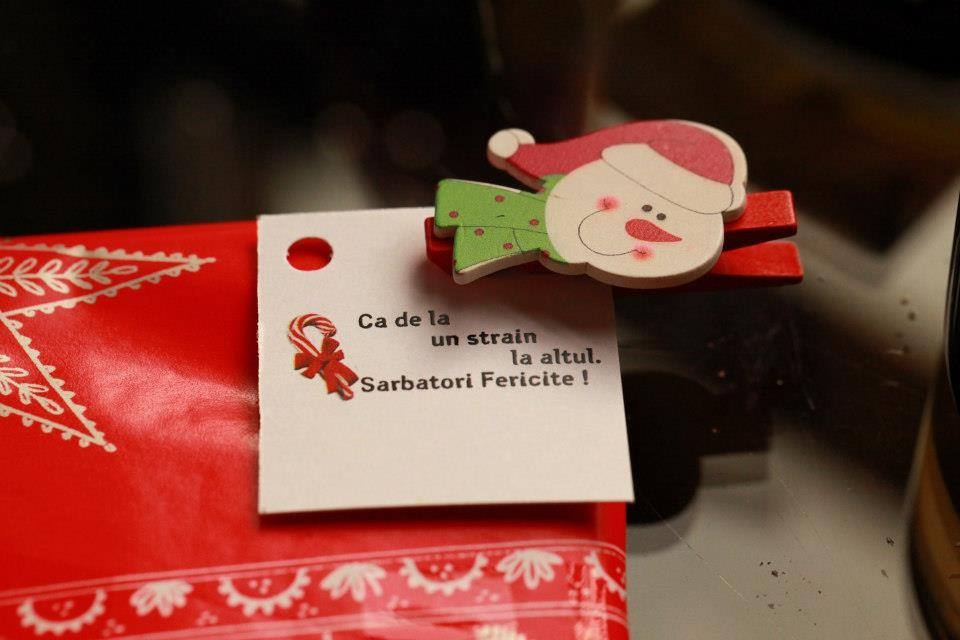 Ca de la
un strain
la altul.
Sarbatori Fericite !